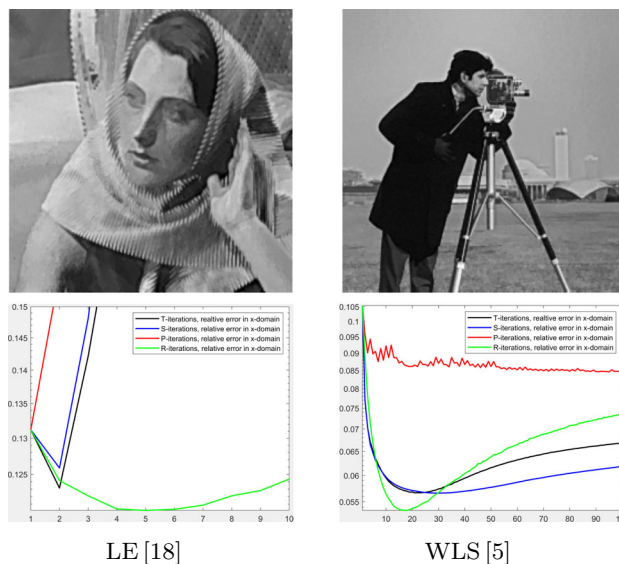 0.15
0.145
0.14
0.135
0.13
0.125
T-iterations, realtive error in x-domain
S-iterations, relative error in x-domain
P-iterations, relative error in x-domain
R-iterations, relative error in x-domain
1 2 3 4 5 6 7 8 9 10
0.105
0.1
0.095
0.09
0.085
0.08
0.075
0.07
0.065
0.06
0.055
T-iterations, relative error in x-domain
S-iterations, relative error in x-domain
P-iterations, relative error in x-domain
R-iterations, relative error in x-domain
10 20 30 40 50 60 70 80 90
LE [18]
WLS [5]